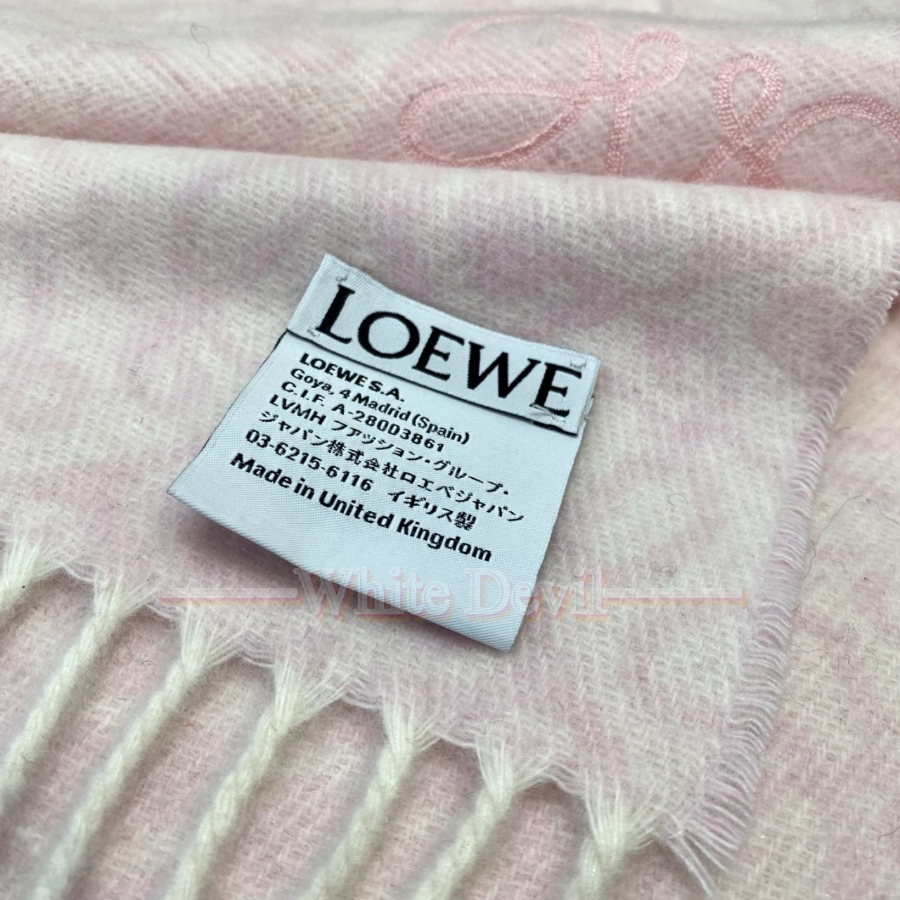 LOEWE
LOEWE S.A.
Goya, 4 Madrid (Spain)
C.I.F. A-28003861
LVMH ファッション・グループ・
ジャパン株式会社ロエベジャパン
03-6215-6116 イギリス製
Made in United Kingdom
White Devil